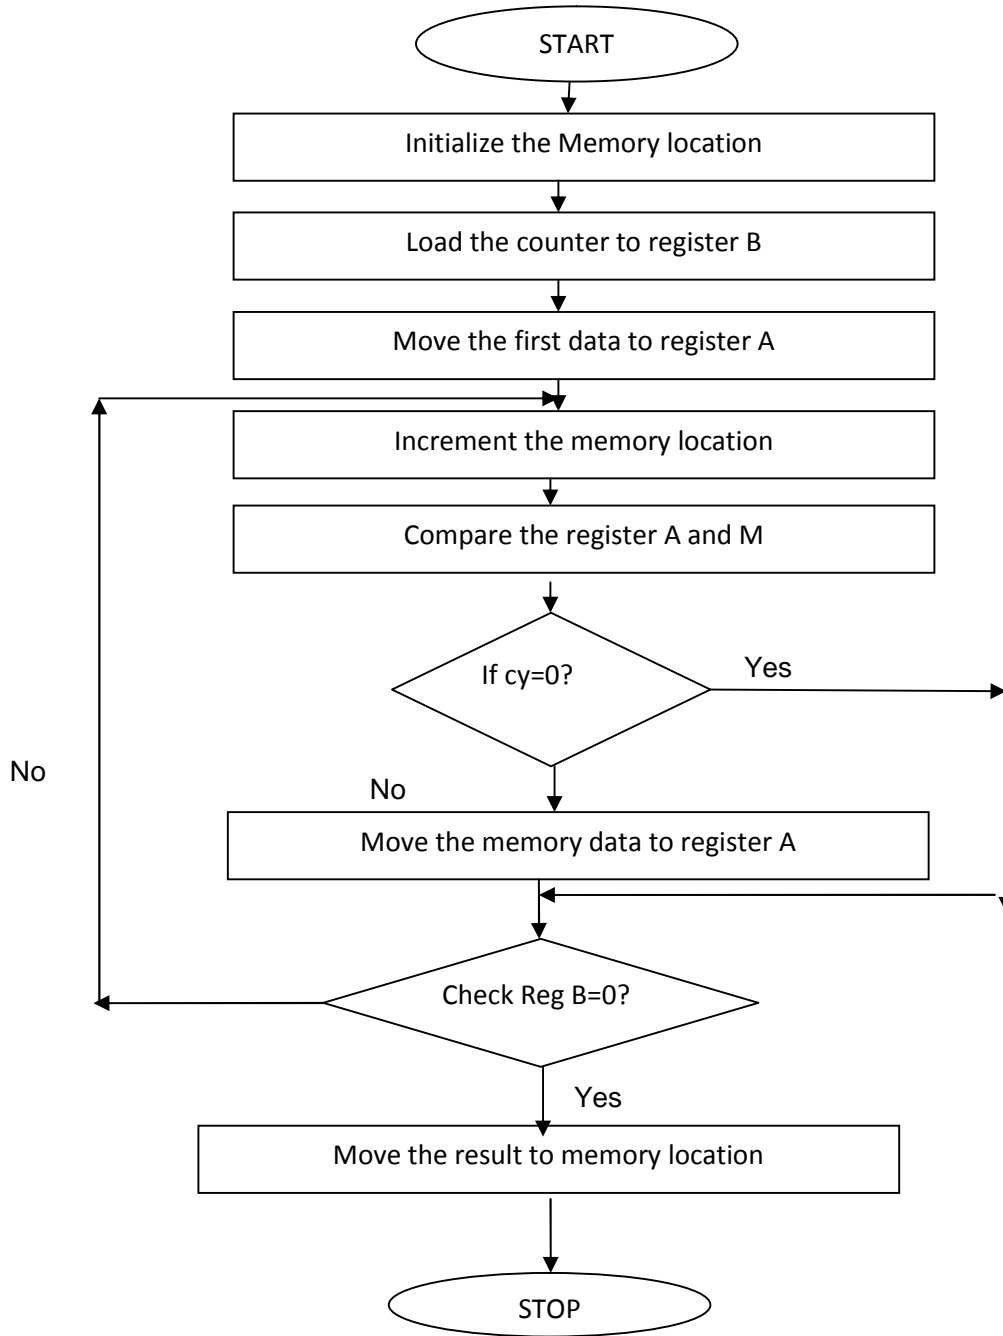 START
Initialize the Memory location
Load the counter to register B
Move the first data to register A
Increment the memory location
Compare the register A and M
If cy=0?
Yes
No
No
Move the memory data to register A
Check Reg B=0?
Yes
Move the result to memory location
STOP